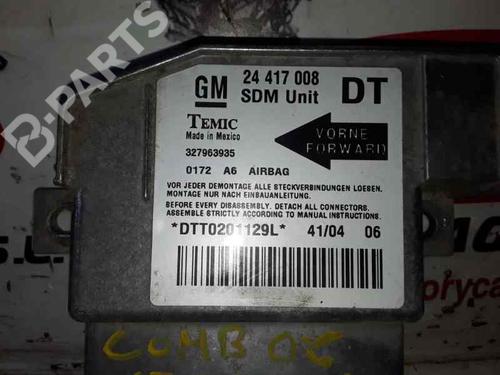 B-PARTS
GM 24 417 008 DT
SDM Unit
TEMIC
Made in Mexico
VORNE
FORWARD
327963935
0172 A6 AIRBAG
VOR JEDER DEMONTAGE ALLE STECKVERBINDUNGEN LOESEN.
MONTAGE NUR NACH EINBAUANLEITUNG.
BEFORE EVERY DISASSEMBLY. DETACH ALL CONNECTORS.
ASSEMBLE STRICTLY ACCORDING TO MANUAL INSTRUCTIONS.
*DTT0201129L* 41/04 06
COMBO